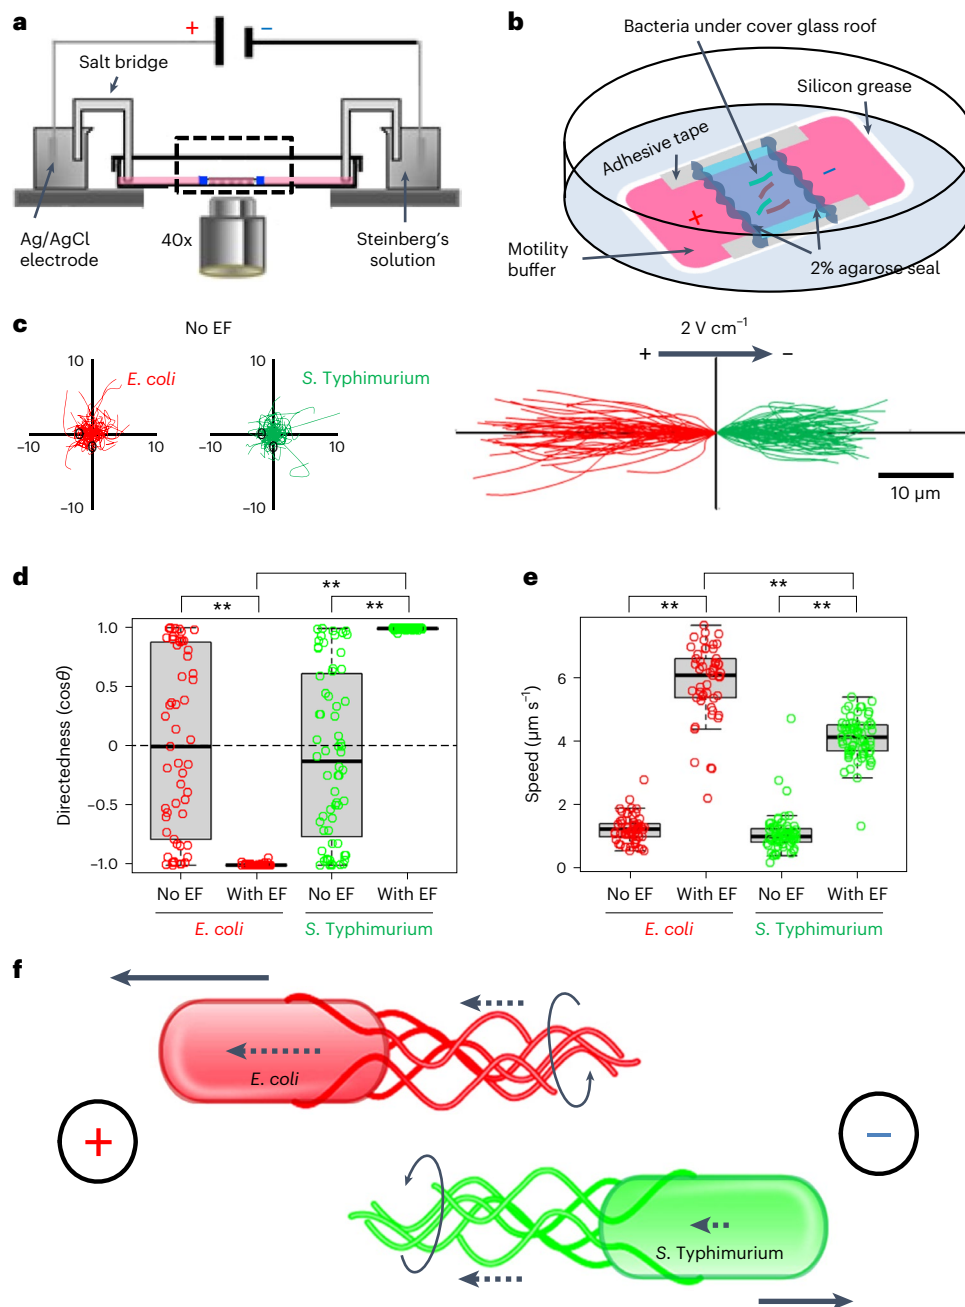 a
+
−
Salt bridge
Ag/AgCl
electrode
40x
Steinberg's
solution
b
Bacteria under cover glass roof
Silicon grease
Adhesive tape
+
−
Motility
buffer
2% agarose seal
c
No EF
10
E. coli
−10
0
0
10
−10
10
S. Typhimurium
−10
0
0
10
−10
2 V cm⁻¹
+
−
10 µm
d
**
**
**
1.0
0.5
0
−0.5
−1.0
Directedness (cosθ)
No EF
With EF
No EF
With EF
E. coli
S. Typhimurium
e
**
**
**
6
4
2
0
Speed (µm s⁻¹)
No EF
With EF
No EF
With EF
E. coli
S. Typhimurium
f
E. coli
+
−
S. Typhimurium